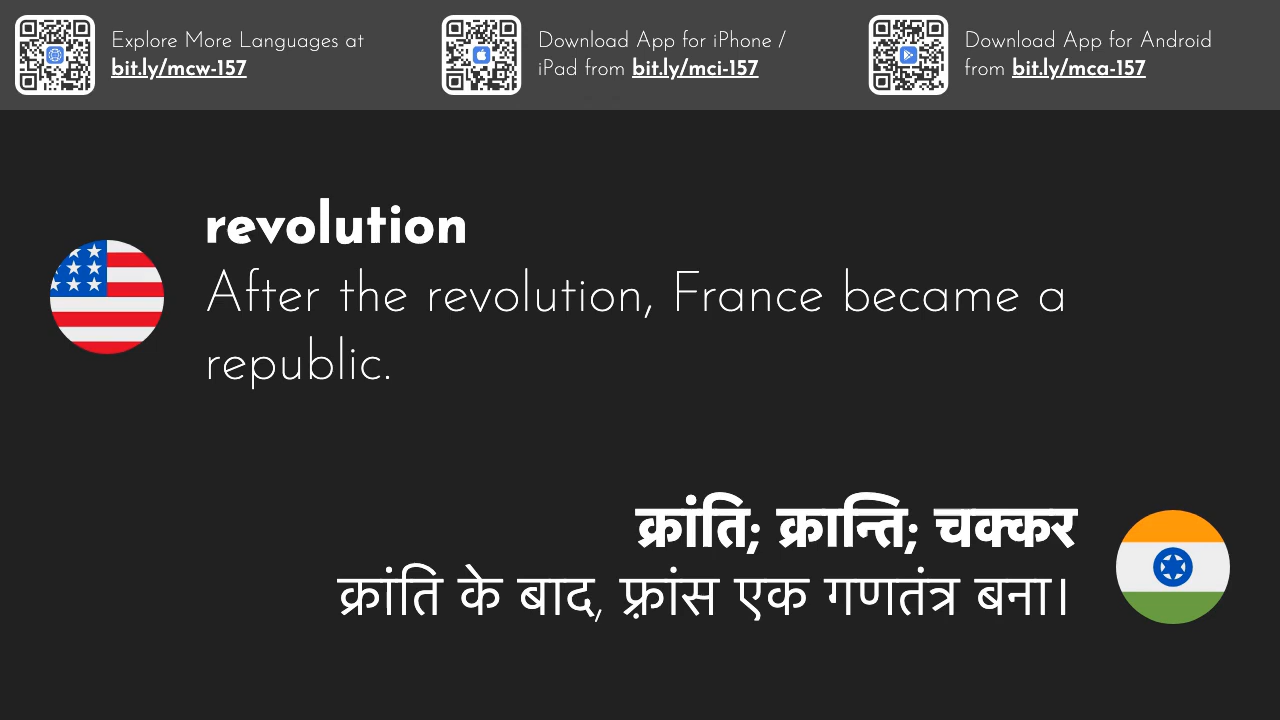 Explore More Languages at
bit.ly/mcw-157
Download App for iPhone /
iPad from bit.ly/mci-157
Download App for Android
from bit.ly/mca-157
revolution
After the revolution, France became a
republic.
क्रांति; क्रान्ति; चक्कर
क्रांति के बाद, फ़्रांस एक गणतंत्र बना।